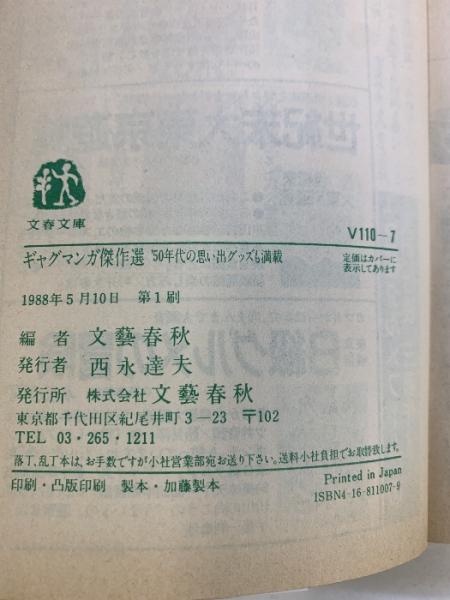 文春文庫
V110-7
ギャグマンガ傑作選 '50年代の思い出グッズも満載
定価はカバーに
表示してあります
1988年5月10日 第1刷
編者 文藝春秋
発行者 西永達夫
発行所 株式会社 文藝春秋
東京都千代田区紀尾井町3-23 〒102
TEL 03・265・1211
落丁、乱丁本は、お手数ですが小社営業部宛お送り下さい。送料小社負担でお取替致します。
印刷・凸版印刷 製本・加藤製本
Printed in Japan
ISBN4-16-811007-9